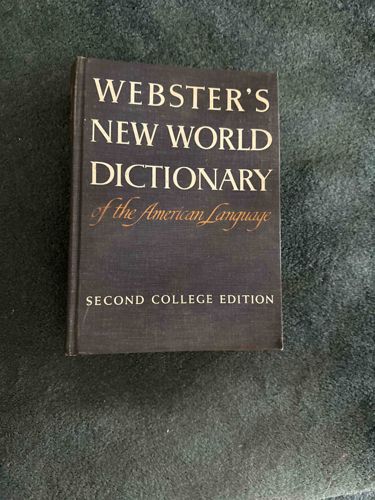 WEBSTER'S
NEW WORLD
DICTIONARY
of the American Language
SECOND COLLEGE EDITION